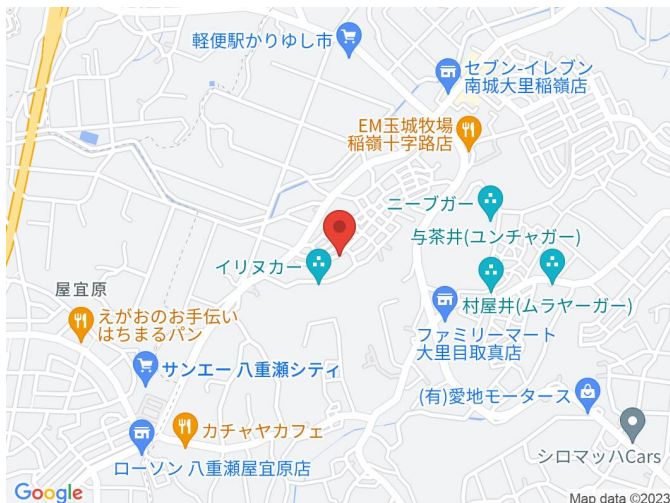 軽便駅かりゆし市
セブン-イレブン
南城大里稲嶺店
EM玉城牧場
稲嶺十字路店
ニーブガー
与茶井(ユンチャガー)
イリヌカー
屋宜原
村屋井(ムラヤーガー)
えがおのお手伝い
はちまるパン
ファミリーマート
大里目取真店
サンエー 八重瀬シティ
(有)愛地モータース
カチャヤカフェ
シロマッハCars
ローソン 八重瀬屋宜原店
Google
Map data ©2023